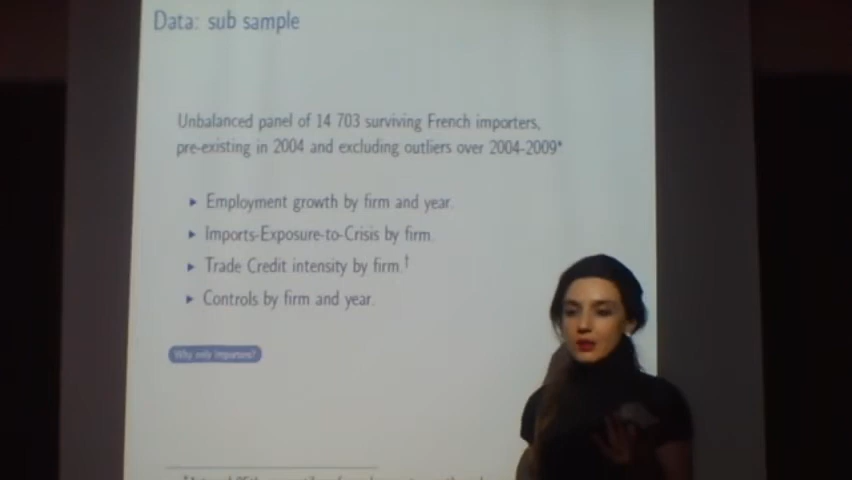 Data: sub sample
Unbalanced panel of 14 703 surviving French importers,
pre-existing in 2004 and excluding outliers over 2004-2009*
▶ Employment growth by firm and year.
▶ Imports-Exposure-to-Crisis by firm.
▶ Trade Credit intensity by firm.†
▶ Controls by firm and year.
Why only importers?